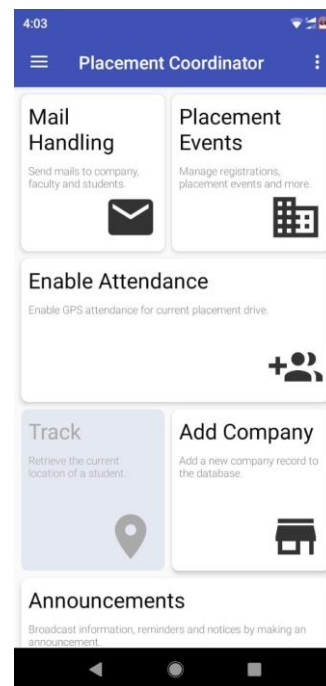 4:03
Placement Coordinator
Mail
Handling
Send mails to company,
faculty and students.
Placement
Events
Manage registrations,
placement events and more.
Enable Attendance
Enable GPS attendance for current placement drive.
Track
Retrieve the current
location of a student.
Add Company
Add a new company record to
the database.
Announcements
Broadcast information, reminders and notices by making an
announcement.